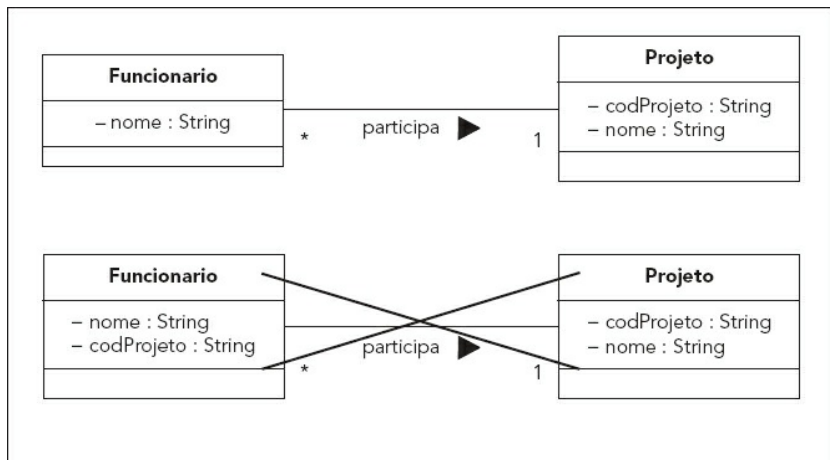 Funcionario
– nome : String
Projeto
– codProjeto : String
– nome : String
* participa 1
Funcionario
– nome : String
– codProjeto : String
Projeto
– codProjeto : String
– nome : String
* participa 1